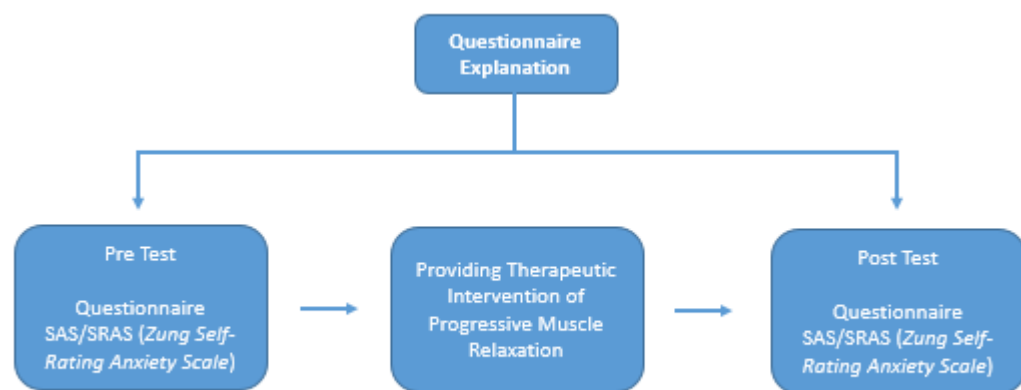 Questionnaire
Explanation
Pre Test
Questionnaire
SAS/SRAS (Zung Self-
Rating Anxiety Scale)
Providing Therapeutic
Intervention of
Progressive Muscle
Relaxation
Post Test
Questionnaire
SAS/SRAS (Zung Self-
Rating Anxiety Scale)